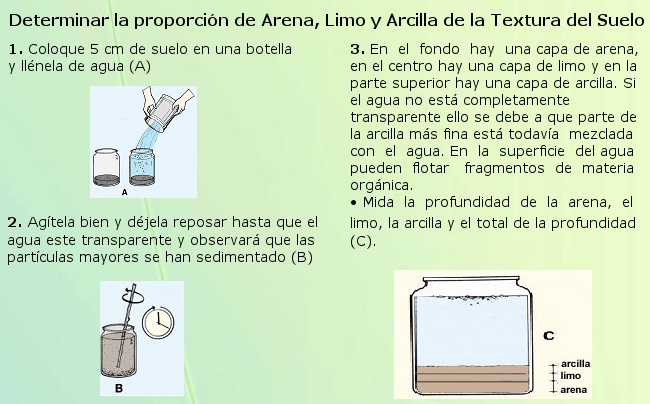 Determinar la proporción de Arena, Limo y Arcilla de la Textura del Suelo
1. Coloque 5 cm de suelo en una botella
y llénela de agua (A)
A
2. Agítela bien y déjela reposar hasta que el
agua este transparente y observará que las
partículas mayores se han sedimentado (B)
B
3. En el fondo hay una capa de arena,
en el centro hay una capa de limo y en la
parte superior hay una capa de arcilla. Si
el agua no está completamente
transparente ello se debe a que parte de
la arcilla más fina está todavía mezclada
con el agua. En la superficie del agua
pueden flotar fragmentos de materia
orgánica.
• Mida la profundidad de la arena, el
limo, la arcilla y el total de la profundidad
(C).
C
arcilla
limo
arena